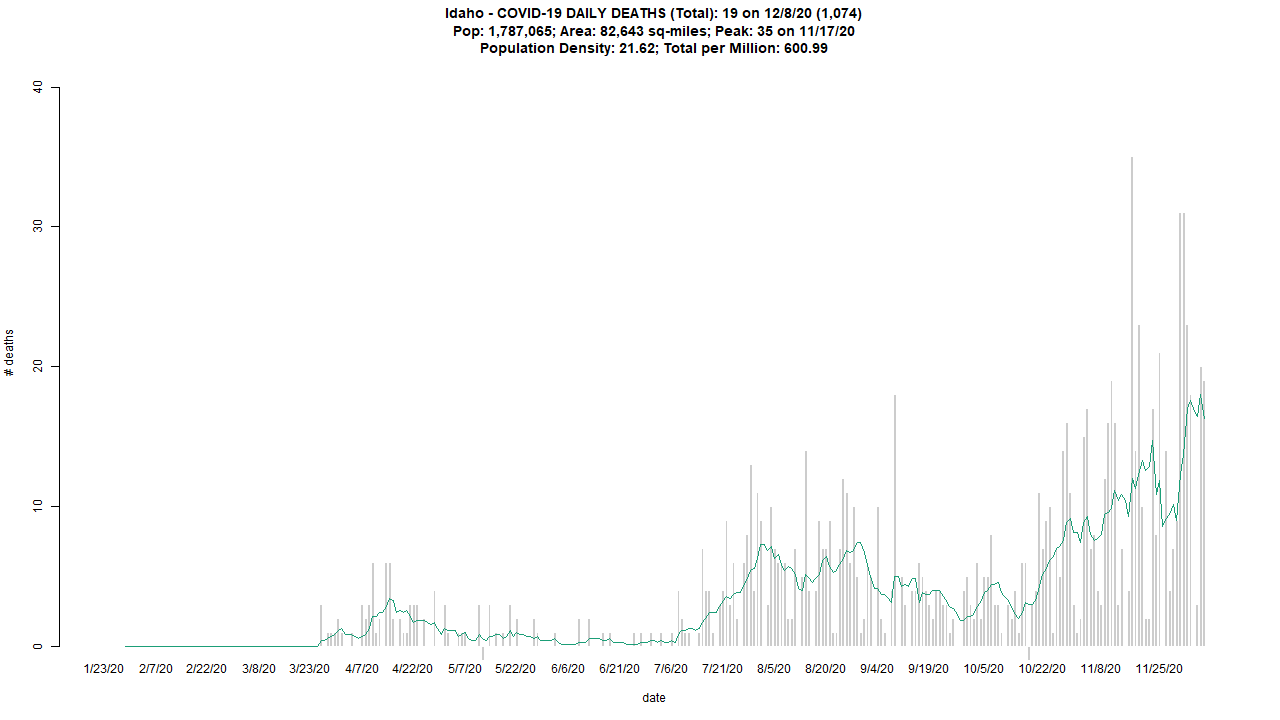 Idaho - COVID-19 DAILY DEATHS (Total): 19 on 12/8/20 (1,074)
Pop: 1,787,065; Area: 82,643 sq-miles; Peak: 35 on 11/17/20
Population Density: 21.62; Total per Million: 600.99
40
30
20
10
0
# deaths
1/23/20 2/7/20 2/22/20 3/8/20 3/23/20 4/7/20 4/22/20 5/7/20 5/22/20 6/6/20 6/21/20 7/6/20 7/21/20 8/5/20 8/20/20 9/4/20 9/19/20 10/5/20 10/22/20 11/8/20 11/25/20
date